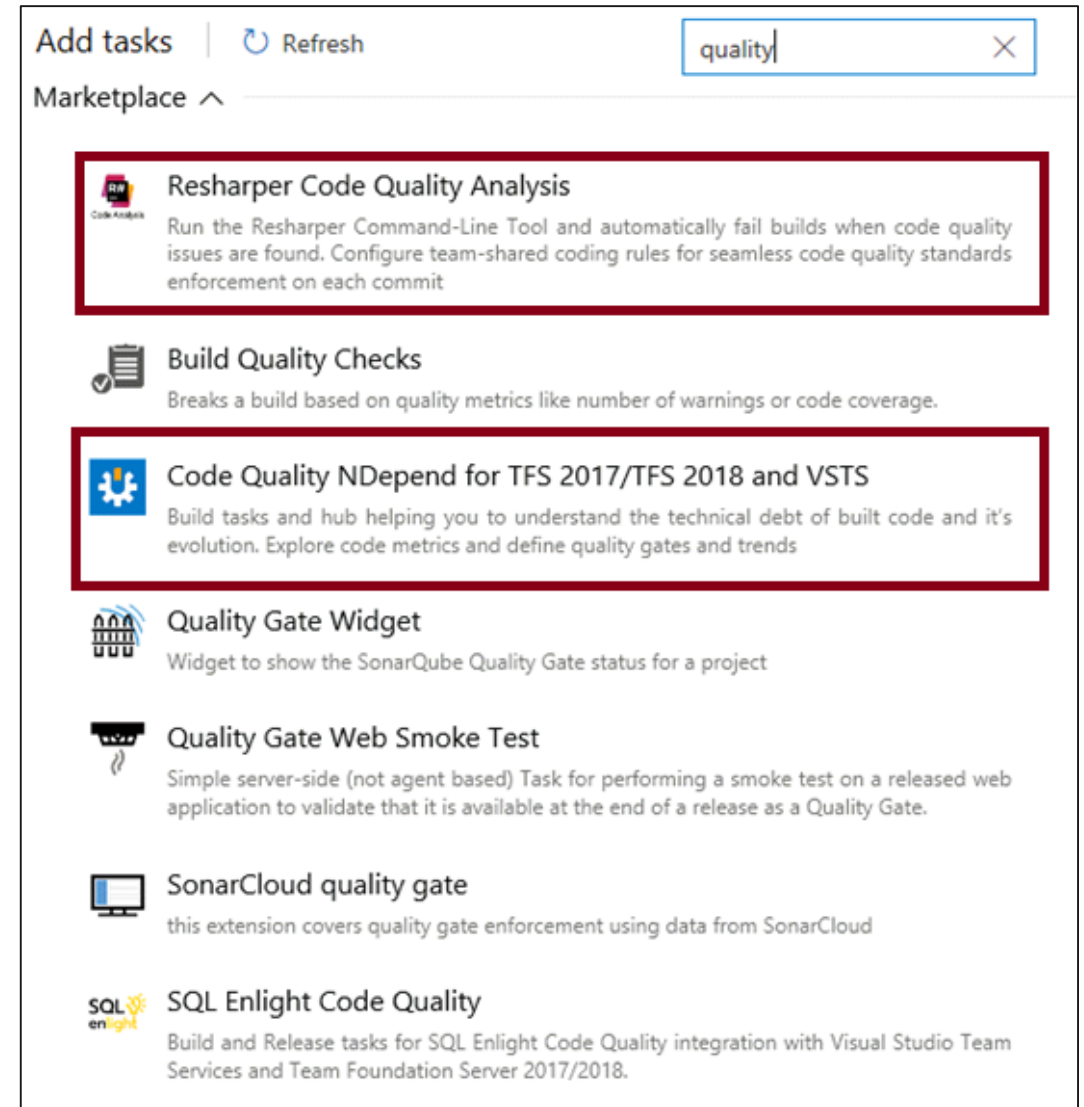 Add tasks Refresh quality
Marketplace
Resharper Code Quality Analysis
R#
Code Analysis
Run the Resharper Command-Line Tool and automatically fail builds when code quality
issues are found. Configure team-shared coding rules for seamless code quality standards
enforcement on each commit
Build Quality Checks
Breaks a build based on quality metrics like number of warnings or code coverage.
Code Quality NDepend for TFS 2017/TFS 2018 and VSTS
Build tasks and hub helping you to understand the technical debt of built code and it's
evolution. Explore code metrics and define quality gates and trends
Quality Gate Widget
Widget to show the SonarQube Quality Gate status for a project
Quality Gate Web Smoke Test
Simple server-side (not agent based) Task for performing a smoke test on a released web
application to validate that it is available at the end of a release as a Quality Gate.
SonarCloud quality gate
this extension covers quality gate enforcement using data from SonarCloud
SQL
enlight
SQL Enlight Code Quality
Build and Release tasks for SQL Enlight Code Quality integration with Visual Studio Team
Services and Team Foundation Server 2017/2018.